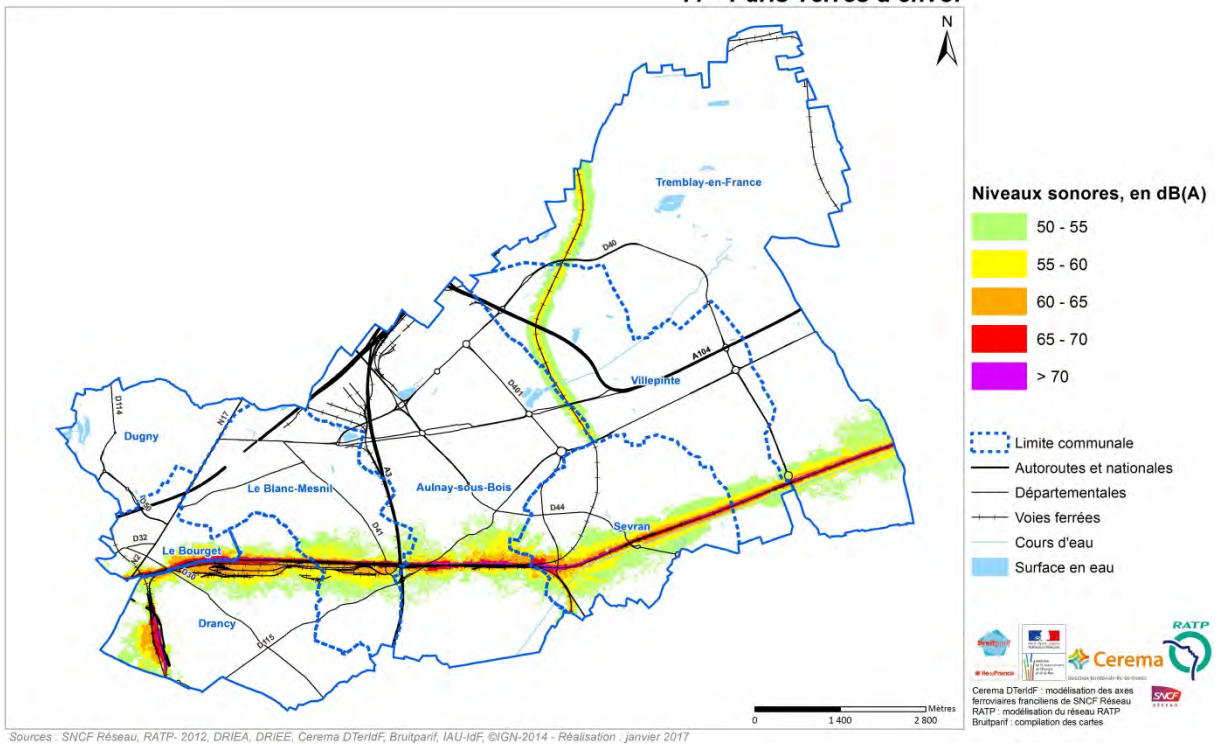 N
Tremblay-en-France
D40
A104
Villepinte
D401
D114
N17
Dugny
A3
Le Blanc-Mesnil
Aulnay-sous-Bois
D50
D41
D44
D32
Sevran
Le Bourget
D30
Drancy
D115
Mètres
0 1 400 2 800
Niveaux sonores, en dB(A)
50 - 55
55 - 60
60 - 65
65 - 70
> 70
Limite communale
Autoroutes et nationales
Départementales
Voies ferrées
Cours d'eau
Surface en eau
RATP
Bruitparif
îledeFrance
Cerema
Cerema DTerIdF : modélisation des axes
ferroviaires franciliens de SNCF Réseau
RATP : modélisation du réseau RATP
Bruitparif : compilation des cartes
SNCF
RÉSEAU
Sources : SNCF Réseau, RATP- 2012, DRIEA, DRIEE, Cerema DTerIdF, Bruitparif, IAU-IdF, ©IGN-2014 - Réalisation : janvier 2017